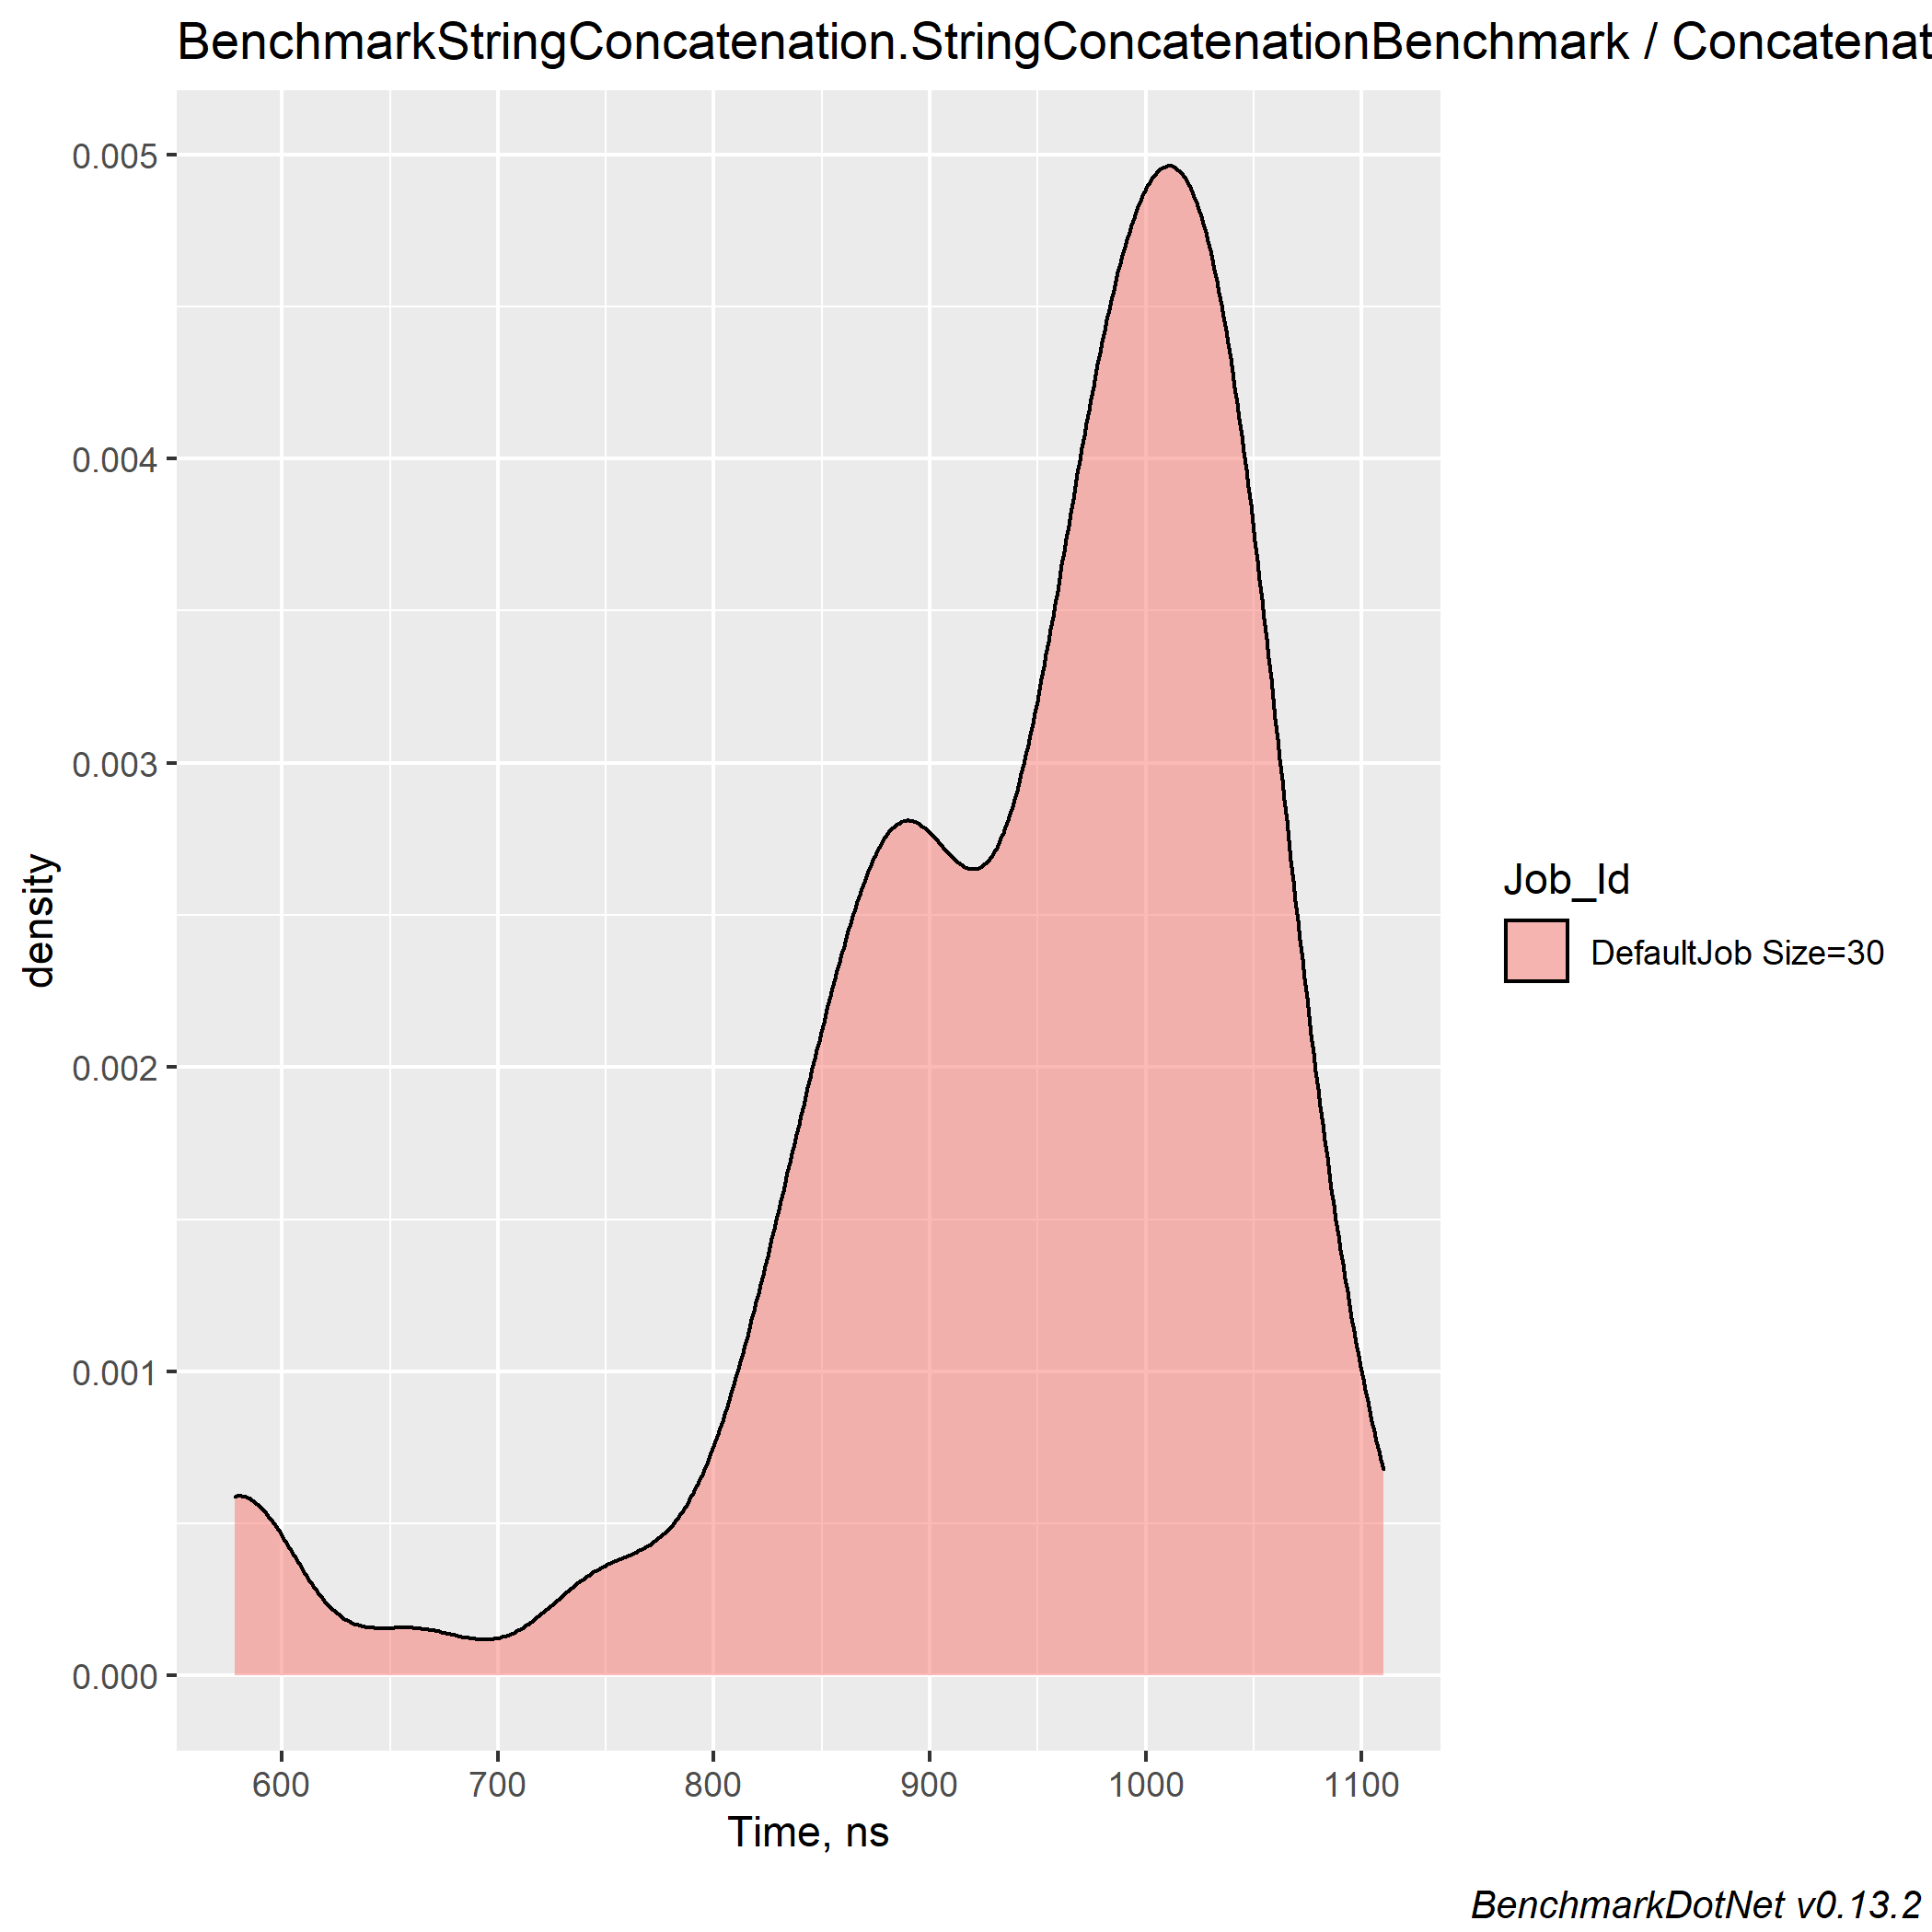 BenchmarkStringConcatenation.StringConcatenationBenchmark / Concatenat
0.005
0.004
0.003
0.002
0.001
0.000
density
600 700 800 900 1000 1100
Time, ns
Job_Id
DefaultJob Size=30
BenchmarkDotNet v0.13.2